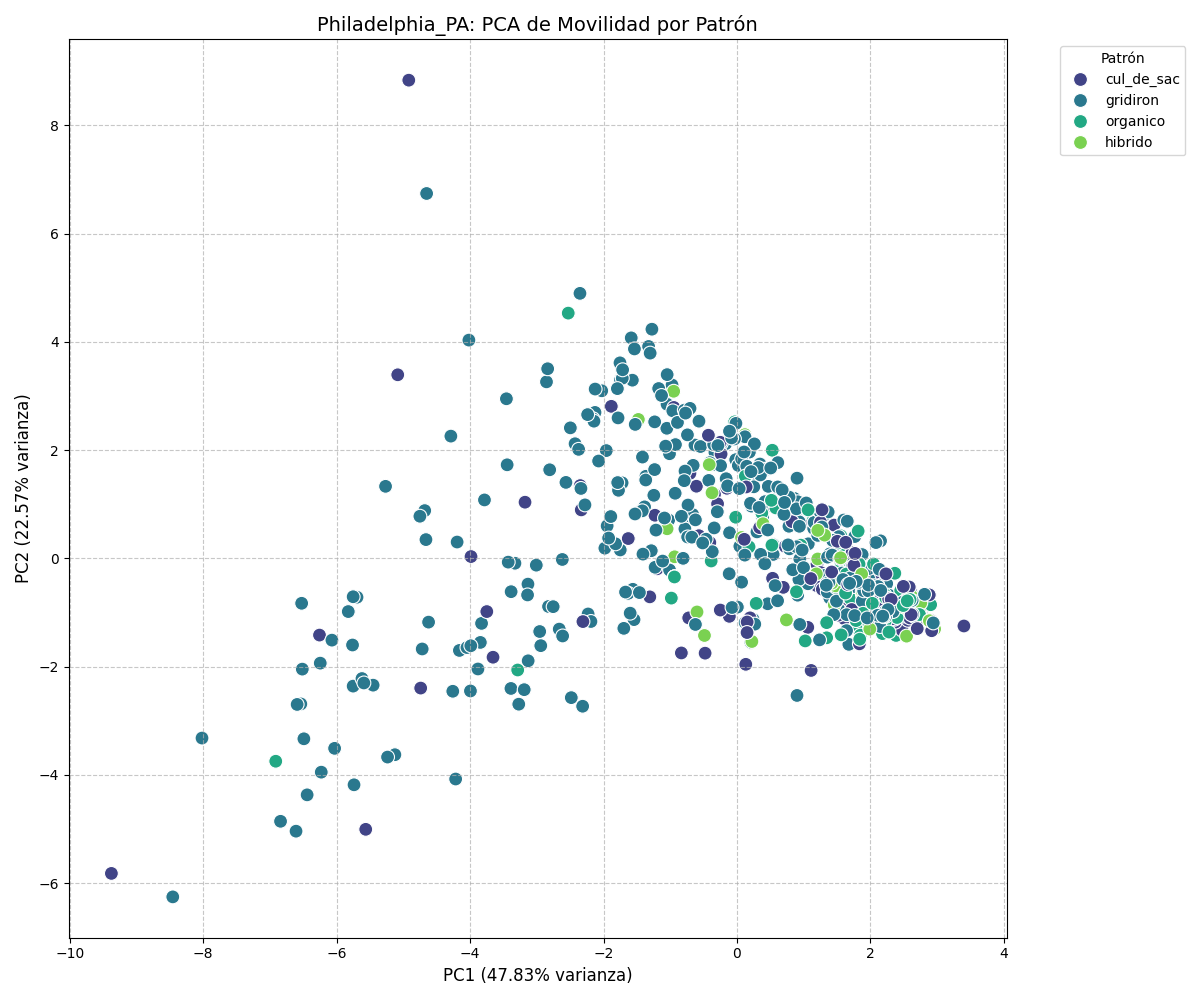 Philadelphia_PA: PCA de Movilidad por Patrón
Patrón
cul_de_sac
gridiron
organico
hibrido
PC2 (22.57% varianza)
8
6
4
2
0
−2
−4
−6
−10
−8
−6
−4
−2
0
2
4
PC1 (47.83% varianza)